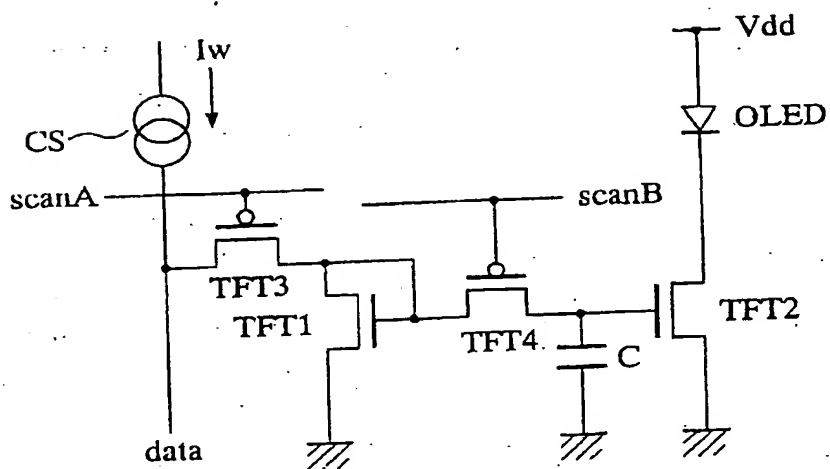 Iw
Vdd
CS
OLED
scanA
scanB
TFT3
TFT1
TFT4
C
TFT2
data